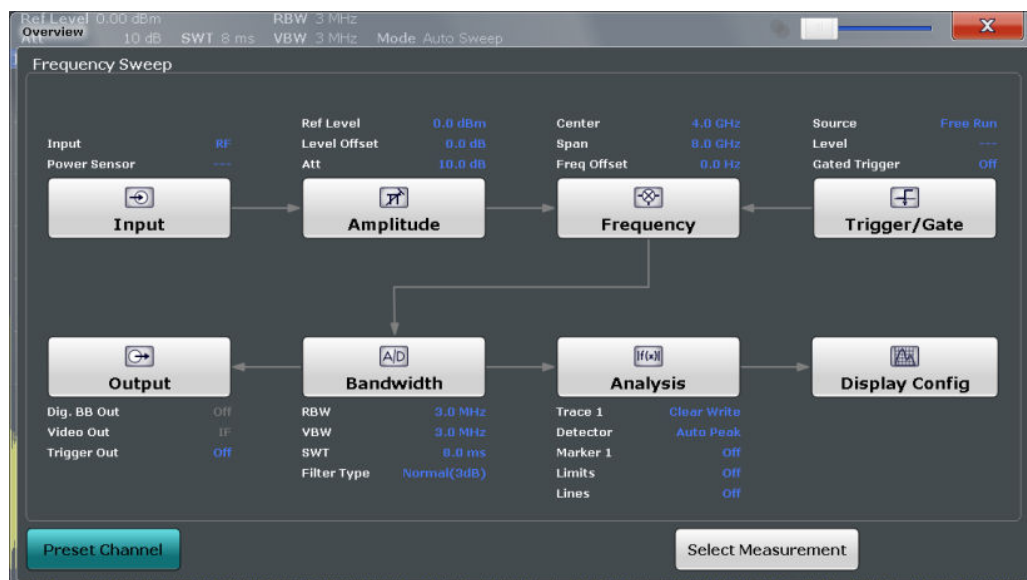 Ref Level 0.00 dBm RBW 3 MHz
Overview
Att 10 dB SWT 8 ms VBW 3 MHz Mode Auto Sweep
X
Frequency Sweep
Input RF
Power Sensor ---
Ref Level 0.0 dBm
Level Offset 0.0 dB
Att 10.0 dB
Center 4.0 GHz
Span 8.0 GHz
Freq Offset 0.0 Hz
Source Free Run
Level ---
Gated Trigger Off
Input
Amplitude
Frequency
Trigger/Gate
A/D
If(x)
Output
Bandwidth
Analysis
Display Config
Dig. BB Out Off
Video Out IF
Trigger Out Off
RBW 3.0 MHz
VBW 3.0 MHz
SWT 8.0 ms
Filter Type Normal(3dB)
Trace 1 Clear Write
Detector Auto Peak
Marker 1 Off
Limits Off
Lines Off
Preset Channel
Select Measurement